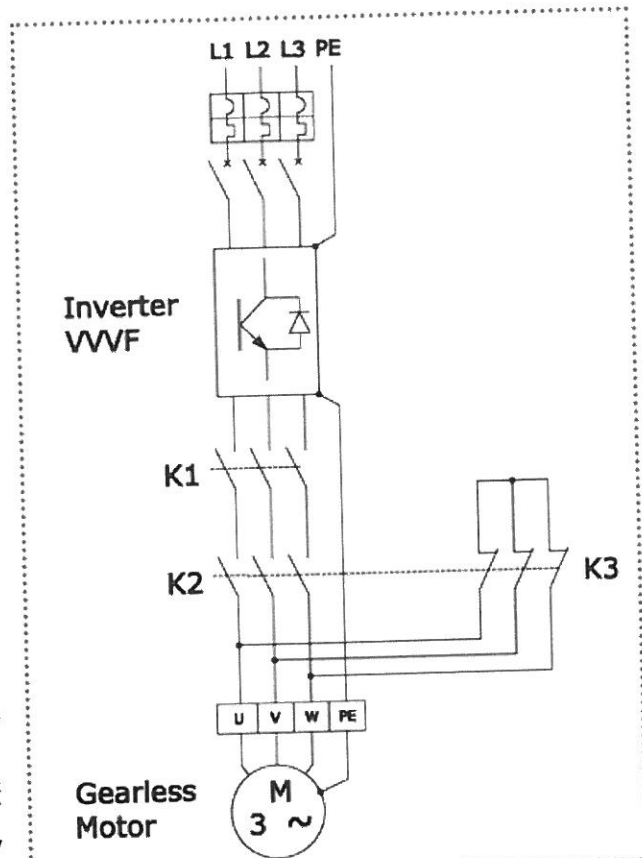 L1 L2 L3 PE
Inverter
VVVF
K1
K2
K3
U V W PE
Gearless
Motor
M
3 ~